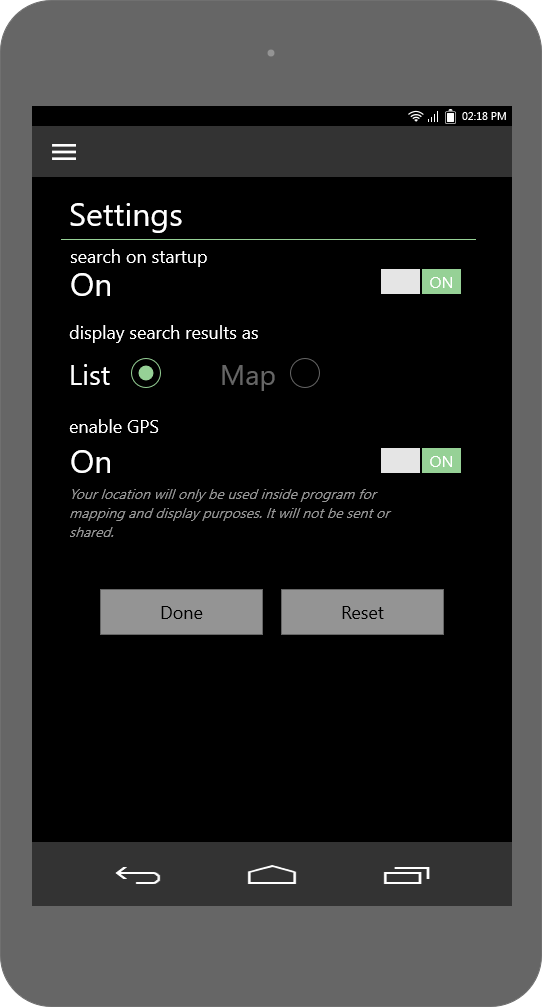 02:18 PM
Settings
search on startup
On
ON
display search results as
List
Map
enable GPS
On
ON
Your location will only be used inside program for
mapping and display purposes. It will not be sent or
shared.
Done
Reset